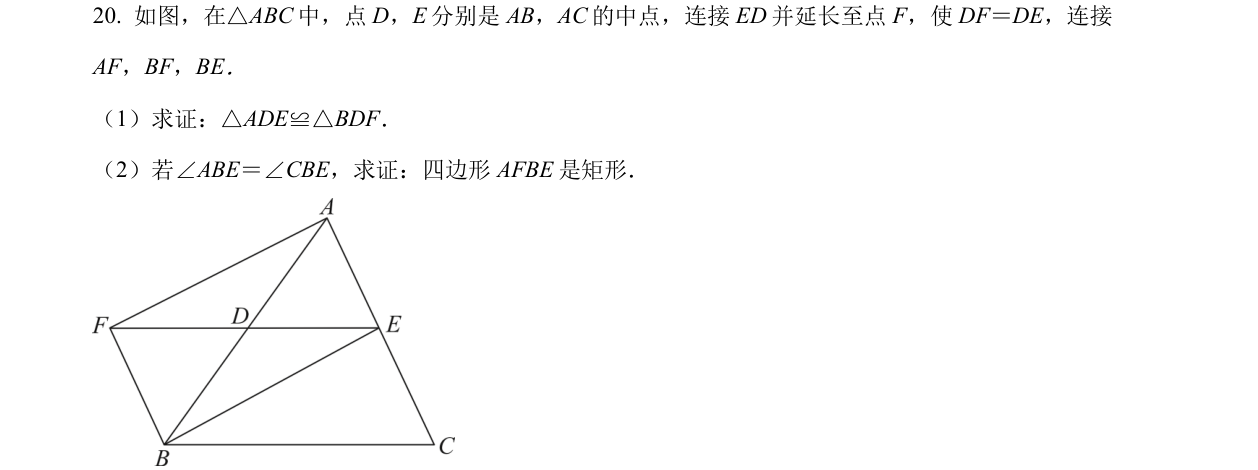 20. 如图，在△ABC中，点D，E分别是AB，AC的中点，连接ED并延长至点F，使DF＝DE，连接
AF，BF，BE．
（1）求证：△ADE≌△BDF．
（2）若∠ABE＝∠CBE，求证：四边形AFBE是矩形．
A
F
D
E
B
C